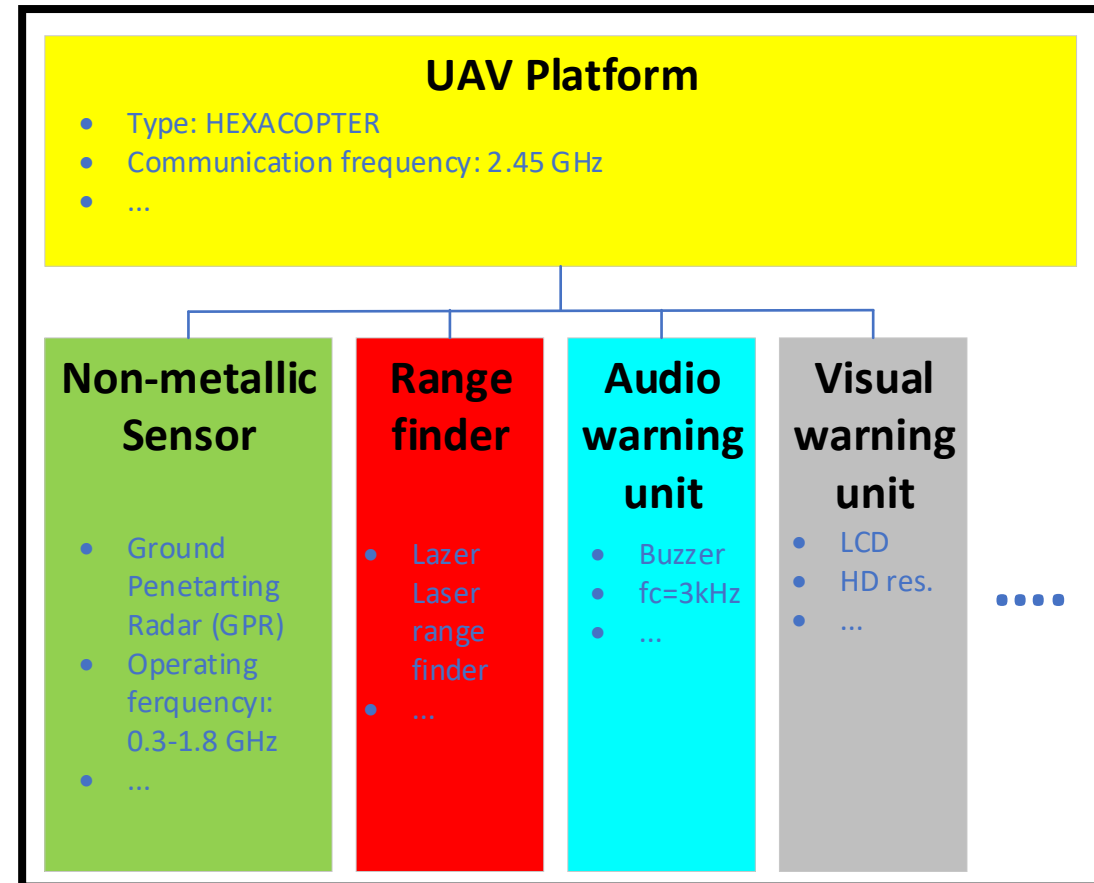 UAV Platform
• Type: HEXACOPTER
• Communication frequency: 2.45 GHz
• ...
Non-metallic
Sensor
• Ground
Penetarting
Radar (GPR)
• Operating
ferquencyı:
0.3-1.8 GHz
• ...
Range
finder
• Lazer
Laser
range
finder
• ...
Audio
warning
unit
• Buzzer
• fc=3kHz
• ...
Visual
warning
unit
• LCD
• HD res.
• ...
....